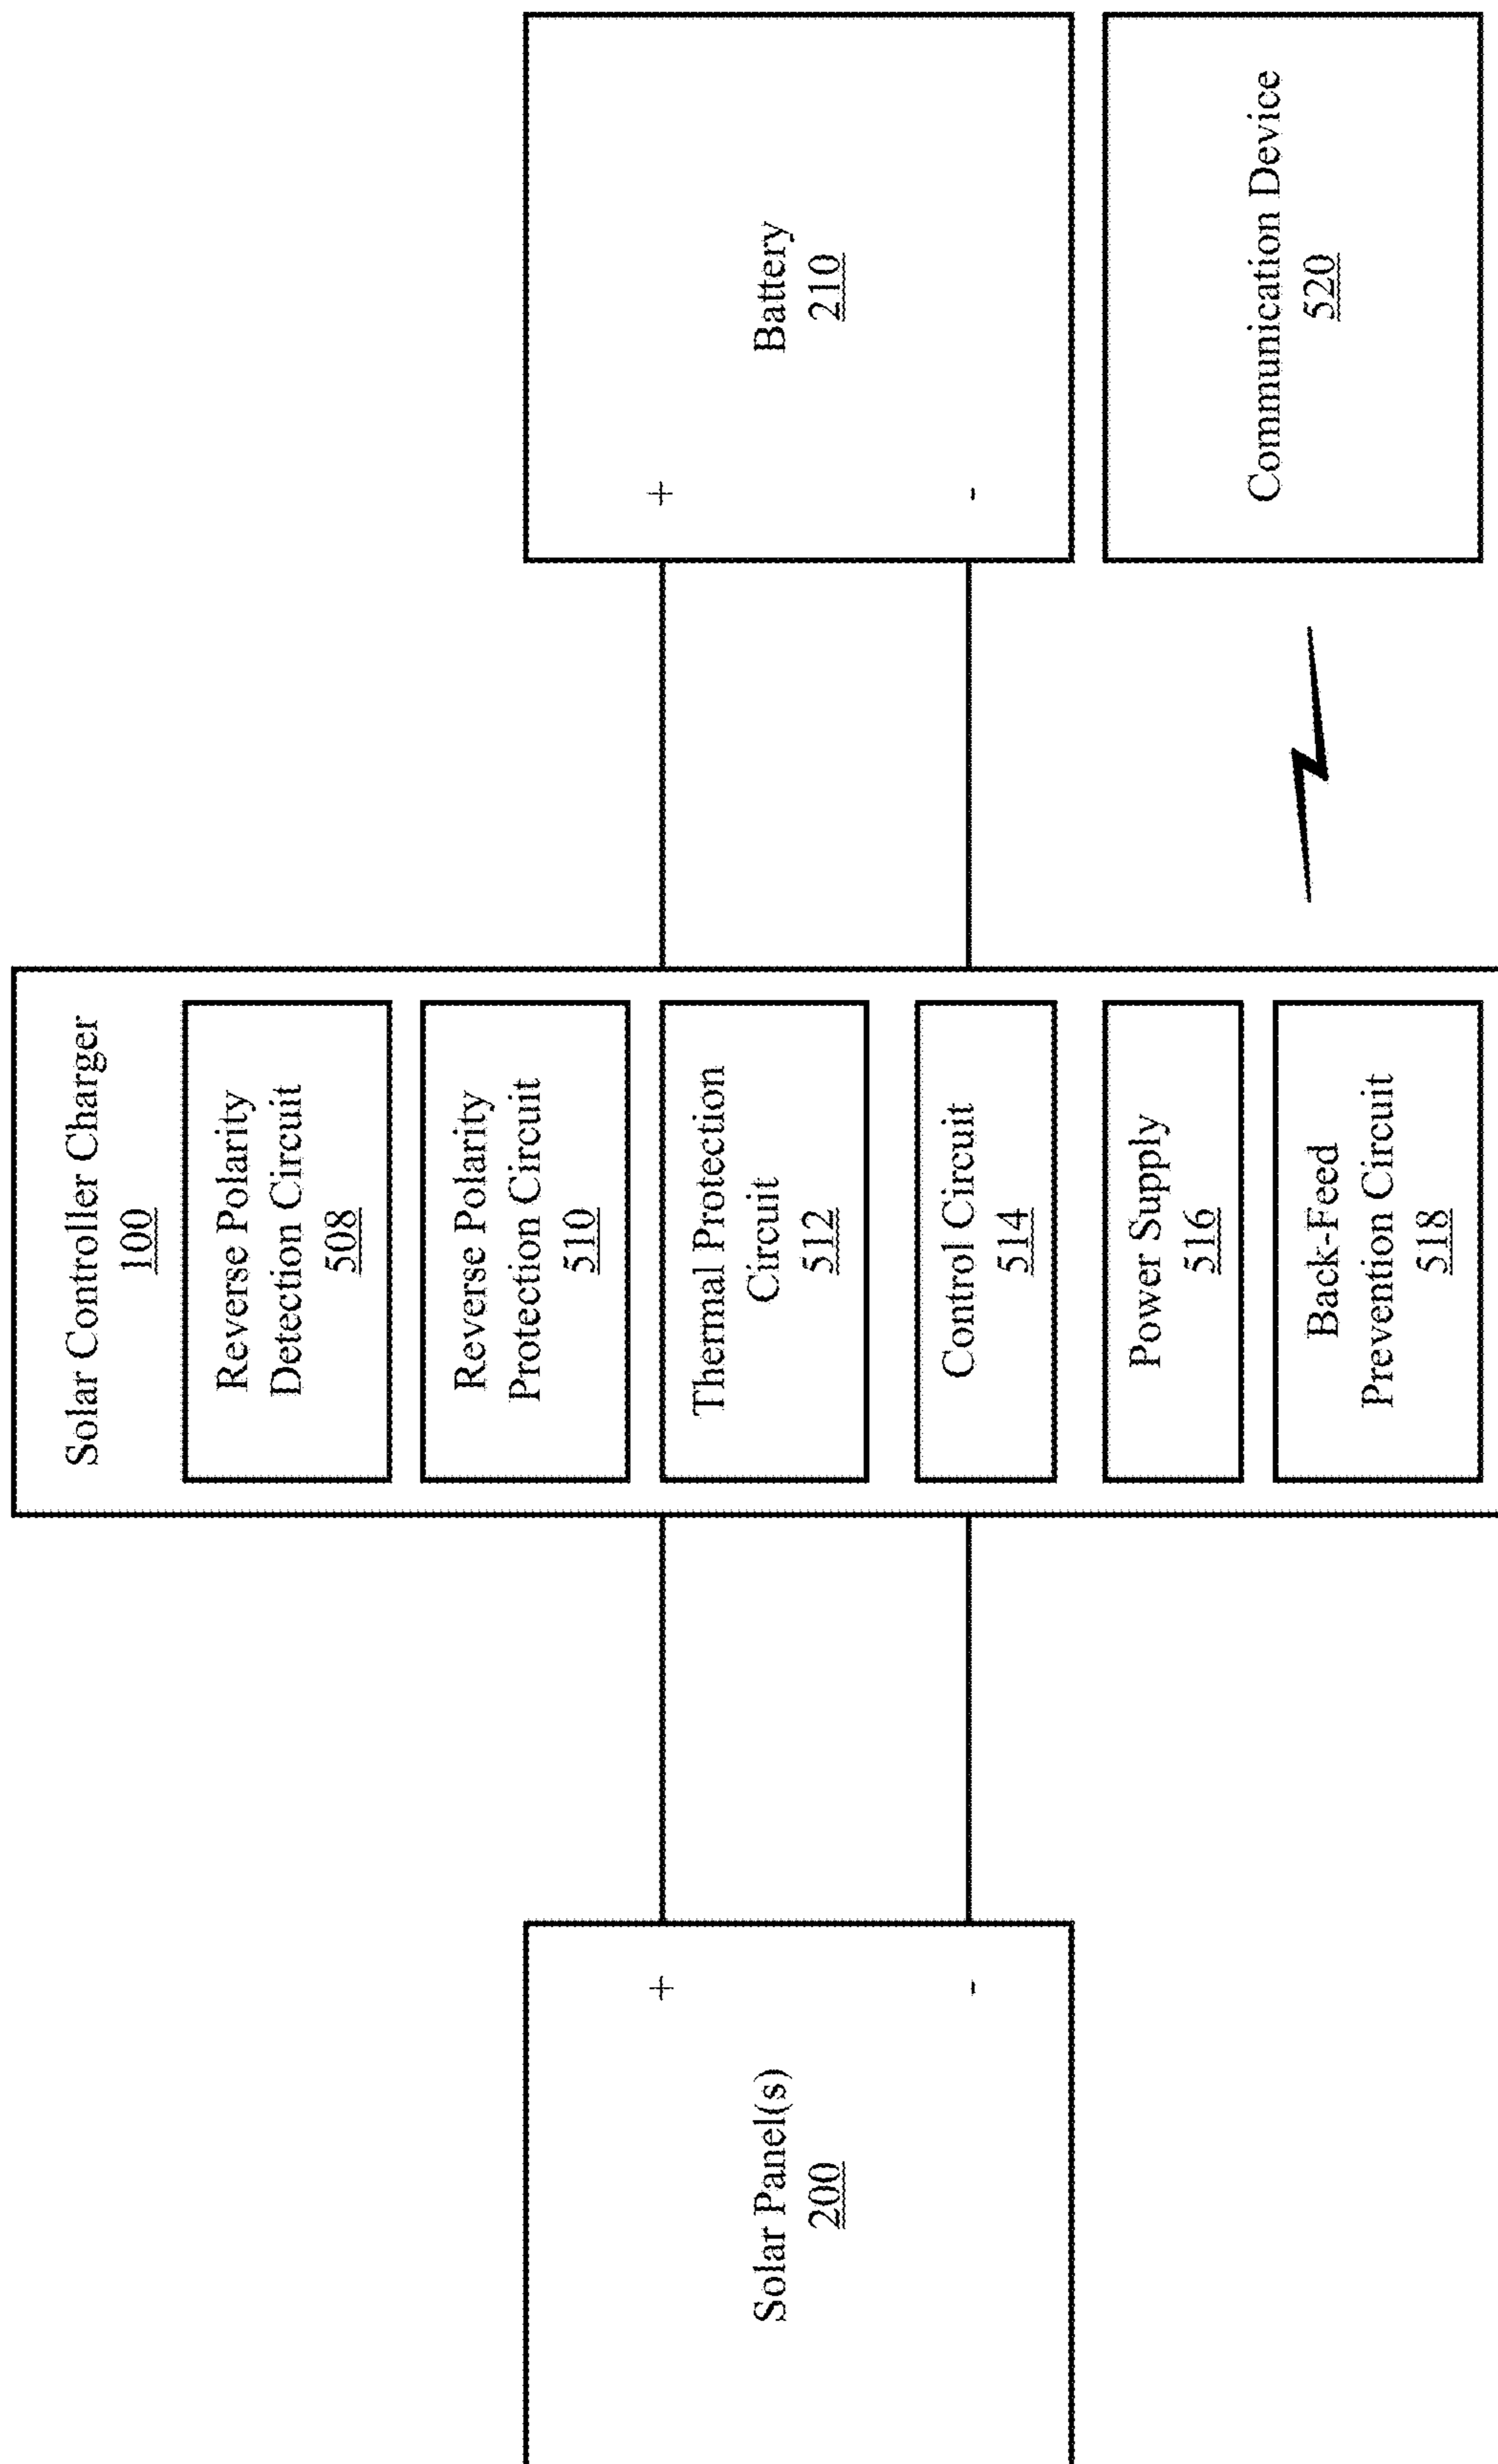 Solar Panel(s)
200
+
-
Solar Controller Charger
100
Reverse Polarity
Detection Circuit
508
Reverse Polarity
Protection Circuit
510
Thermal Protection
Circuit
512
Control Circuit
514
Power Supply
516
Back-Feed
Prevention Circuit
518
+
-
Battery
210
Communication Device
520